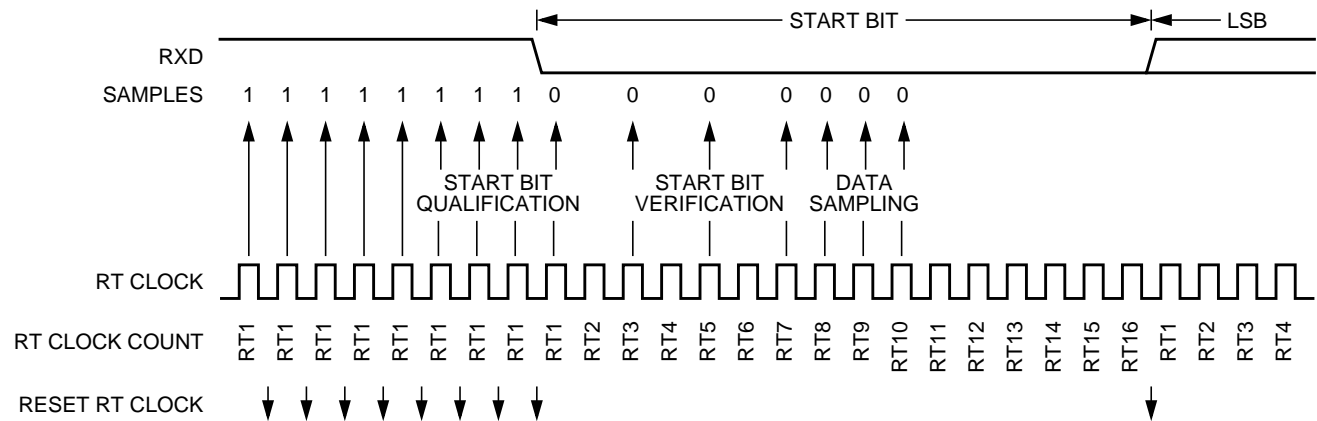 START BIT LSB
RXD
SAMPLES 1 1 1 1 1 1 1 1 0 0 0 0 0 0 0
START BIT QUALIFICATION
START BIT VERIFICATION
DATA SAMPLING
RT CLOCK
RT CLOCK COUNT RT1 RT1 RT1 RT1 RT1 RT1 RT1 RT1 RT1 RT2 RT3 RT4 RT5 RT6 RT7 RT8 RT9 RT10 RT11 RT12 RT13 RT14 RT15 RT16 RT1 RT2 RT3 RT4
RESET RT CLOCK